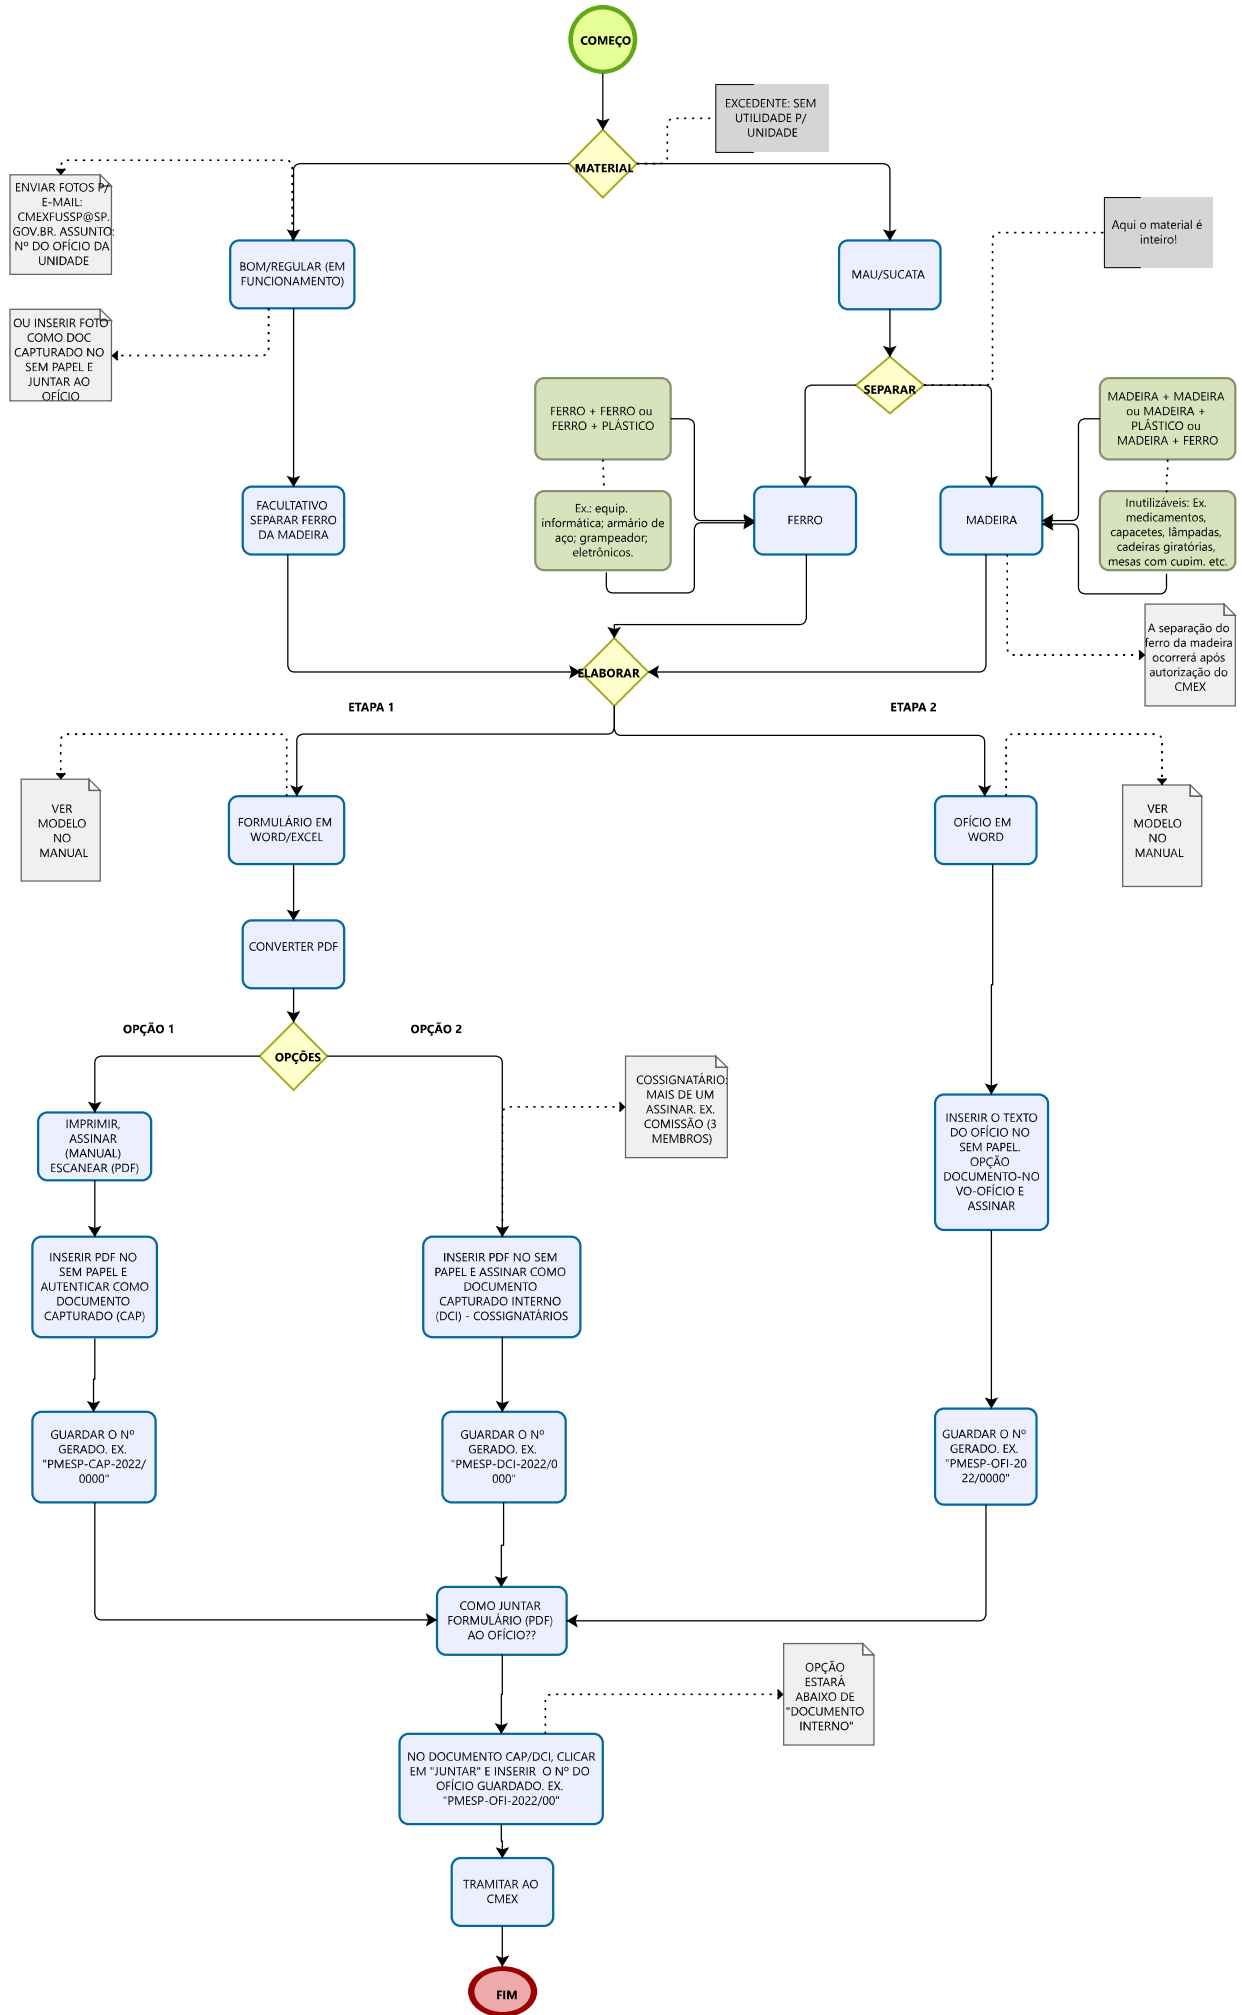 COMEÇO
EXCEDENTE: SEM
UTILIDADE P/
UNIDADE
MATERIAL
ENVIAR FOTOS P/
E-MAIL:
CMEXFUSSP@SP.
GOV.BR. ASSUNTO:
Nº DO OFÍCIO DA
UNIDADE
Aqui o material é
inteiro!
BOM/REGULAR (EM
FUNCIONAMENTO)
MAU/SUCATA
OU INSERIR FOTO
COMO DOC
CAPTURADO NO
SEM PAPEL E
JUNTAR AO
OFÍCIO
SEPARAR
FERRO + FERRO ou
FERRO + PLÁSTICO
MADEIRA + MADEIRA
ou MADEIRA +
PLÁSTICO ou
MADEIRA + FERRO
FACULTATIVO
SEPARAR FERRO
DA MADEIRA
Ex.: equip.
informática; armário de
aço; grampeador;
eletrônicos.
FERRO
MADEIRA
Inutilizáveis: Ex.
medicamentos,
capacetes, lâmpadas,
cadeiras giratórias,
mesas com cupim, etc.
A separação do
ferro da madeira
ocorrerá após
autorização do
CMEX
ELABORAR
ETAPA 1
ETAPA 2
VER
MODELO
NO
MANUAL
FORMULÁRIO EM
WORD/EXCEL
OFÍCIO EM
WORD
VER
MODELO
NO
MANUAL
CONVERTER PDF
OPÇÃO 1
OPÇÃO 2
OPÇÕES
COSSIGNATÁRIO:
MAIS DE UM
ASSINAR. EX.
COMISSÃO (3
MEMBROS)
IMPRIMIR,
ASSINAR
(MANUAL)
ESCANEAR (PDF)
INSERIR O TEXTO
DO OFÍCIO NO
SEM PAPEL.
OPÇÃO
DOCUMENTO-NO
VO-OFÍCIO E
ASSINAR
INSERIR PDF NO
SEM PAPEL E
AUTENTICAR COMO
DOCUMENTO
CAPTURADO (CAP)
INSERIR PDF NO SEM
PAPEL E ASSINAR COMO
DOCUMENTO
CAPTURADO INTERNO
(DCI) - COSSIGNATÁRIOS
GUARDAR O Nº
GERADO. EX.
"PMESP-CAP-2022/
0000"
GUARDAR O Nº
GERADO. EX.
"PMESP-DCI-2022/0
000"
GUARDAR O Nº
GERADO. EX.
"PMESP-OFI-20
22/0000"
COMO JUNTAR
FORMULÁRIO (PDF)
AO OFÍCIO??
OPÇÃO
ESTARÁ
ABAIXO DE
"DOCUMENTO
INTERNO"
NO DOCUMENTO CAP/DCI, CLICAR
EM "JUNTAR" E INSERIR O Nº DO
OFÍCIO GUARDADO. EX.
"PMESP-OFI-2022/00"
TRAMITAR AO
CMEX
FIM